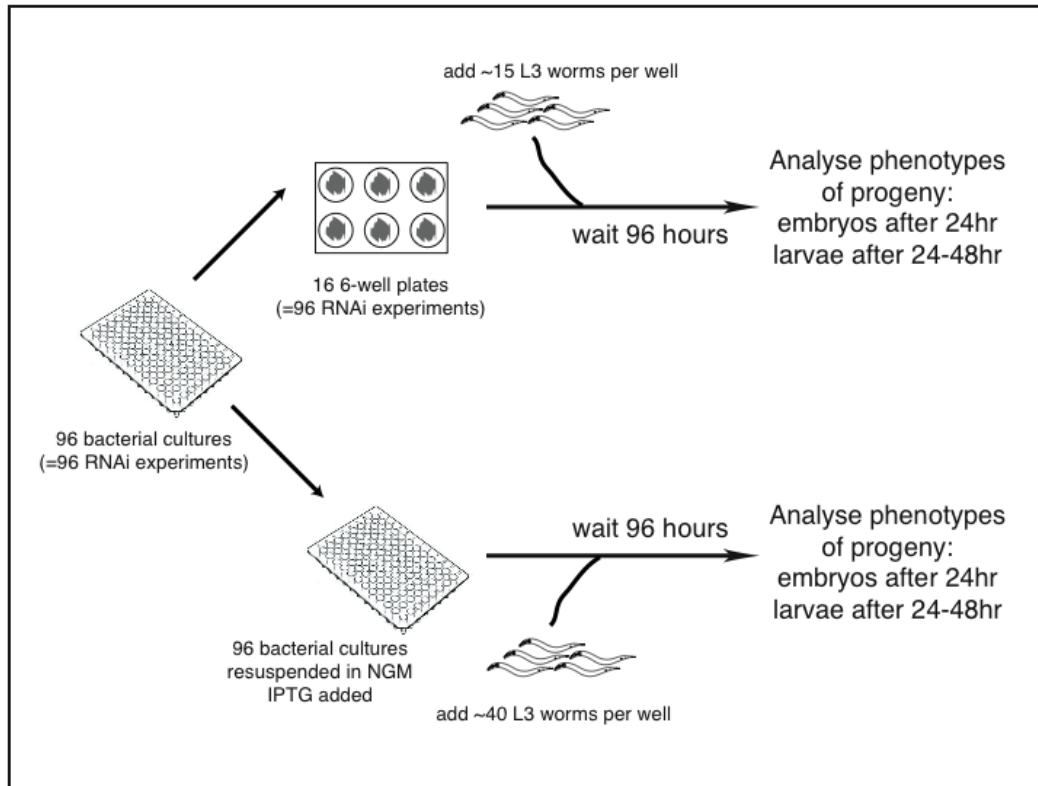 add ~15 L3 worms per well
Analyse phenotypes
of progeny:
embryos after 24hr
larvae after 24-48hr
wait 96 hours
16 6-well plates
(=96 RNAi experiments)
96 bacterial cultures
(=96 RNAi experiments)
wait 96 hours
Analyse phenotypes
of progeny:
embryos after 24hr
larvae after 24-48hr
96 bacterial cultures
resuspended in NGM
IPTG added
add ~40 L3 worms per well